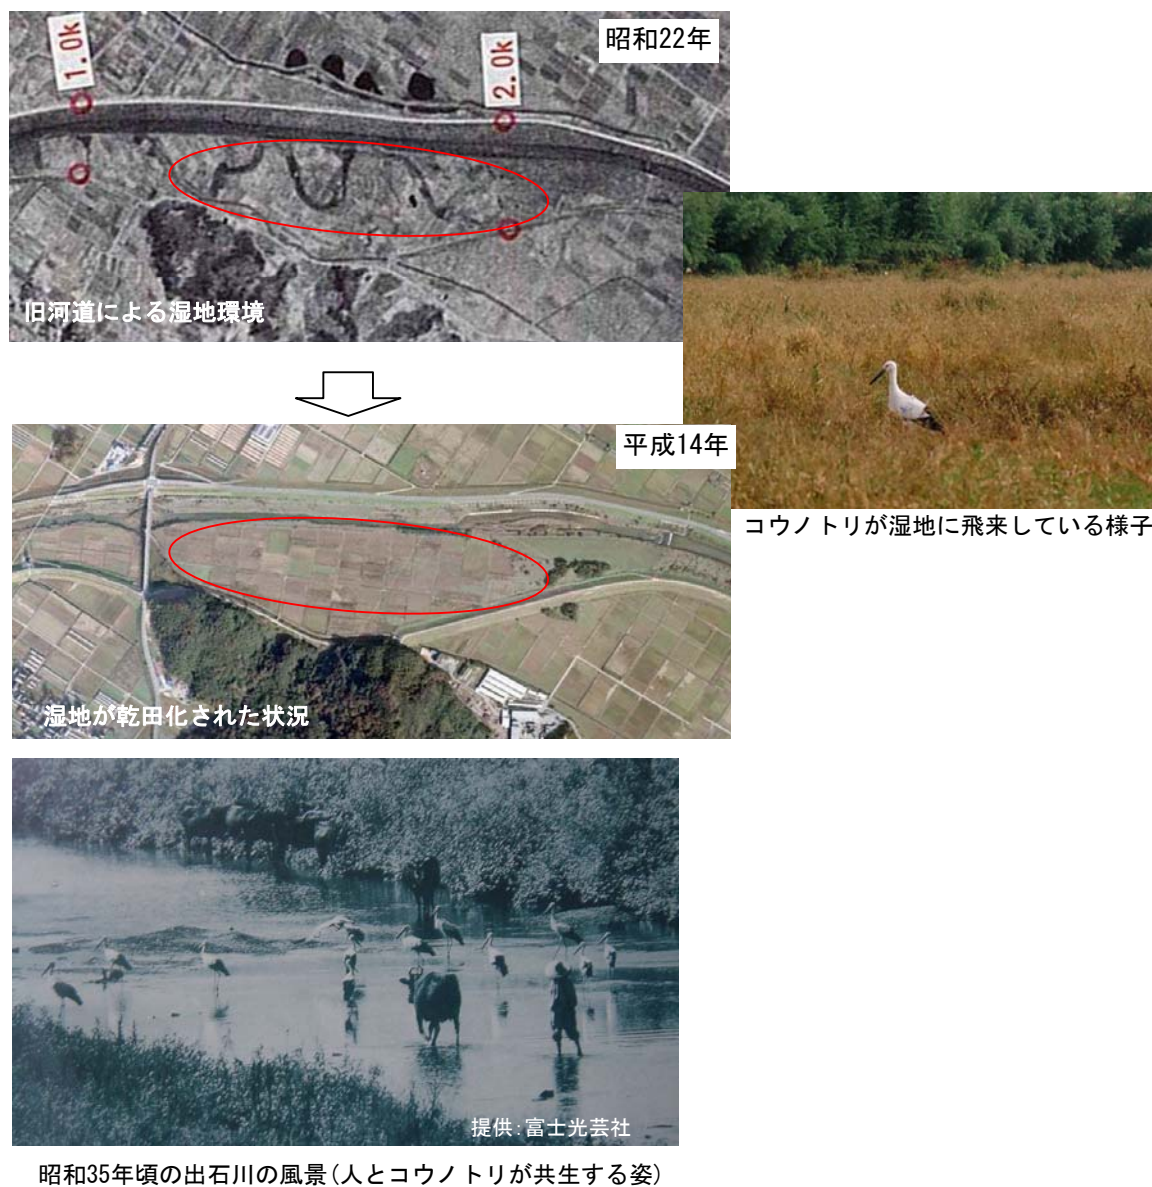 昭和22年
1.0k
2.0k
旧河道による湿地環境
平成14年
コウノトリが湿地に飛来している様子
湿地が乾田化された状況
提供:富士光芸社
昭和35年頃の出石川の風景(人とコウノトリが共生する姿)